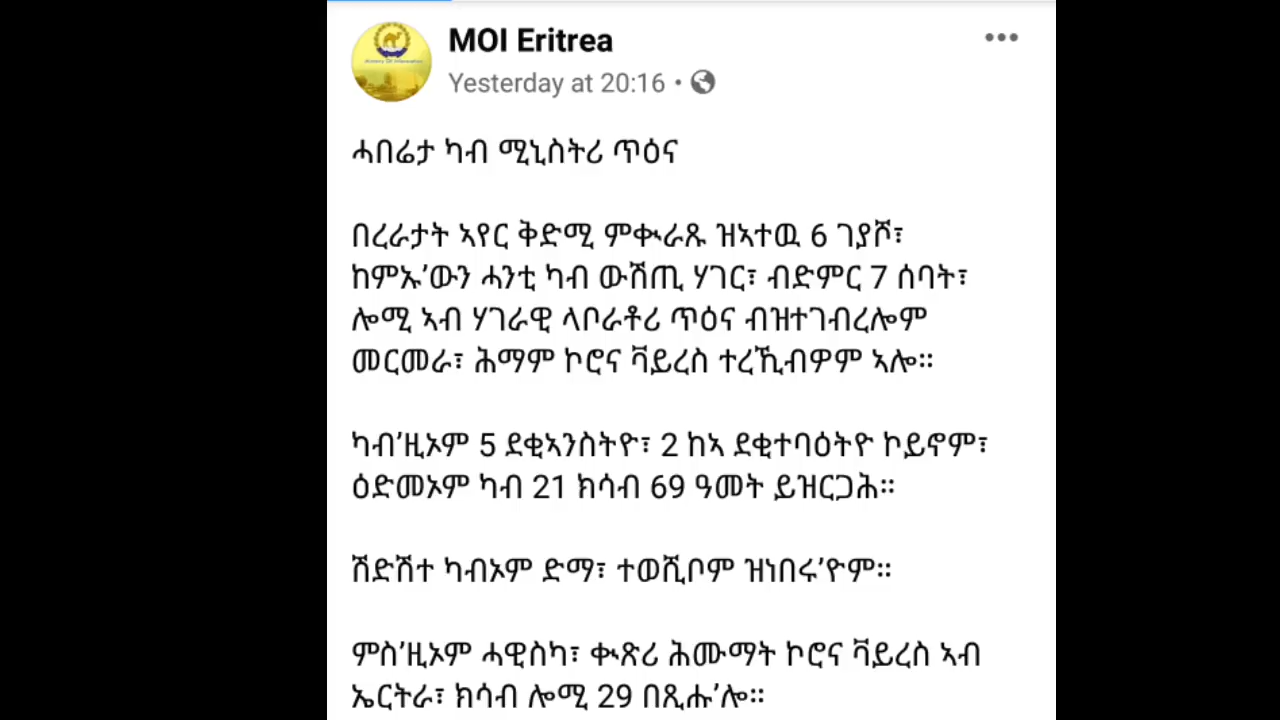 MOI Eritrea
Yesterday at 20:16 •
ሓበሬታ ካብ ሚኒስትሪ ጥዕና
በረራታት ኣየር ቅድሚ ምቊራጹ ዝኣተዉ 6 ገያሾ፣
ከምኡ’ውን ሓንቲ ካብ ውሽጢ ሃገር፣ ብድምር 7 ሰባት፣
ሎሚ ኣብ ሃገራዊ ላቦራቶሪ ጥዕና ብዝተገብረሎም
መርመራ፣ ሕማም ኮሮና ቫይረስ ተረኺብዎም ኣሎ።
ካብ’ዚኦም 5 ደቂኣንስትዮ፣ 2 ከኣ ደቂተባዕትዮ ኮይኖም፣
ዕድመኦም ካብ 21 ክሳብ 69 ዓመት ይዝርጋሕ።
ሽድሽተ ካብኦም ድማ፣ ተወሺቦም ዝነበሩ’ዮም።
ምስ’ዚኦም ሓዊስካ፣ ቊጽሪ ሕሙማት ኮሮና ቫይረስ ኣብ
ኤርትራ፣ ክሳብ ሎሚ 29 በጺሑ’ሎ።